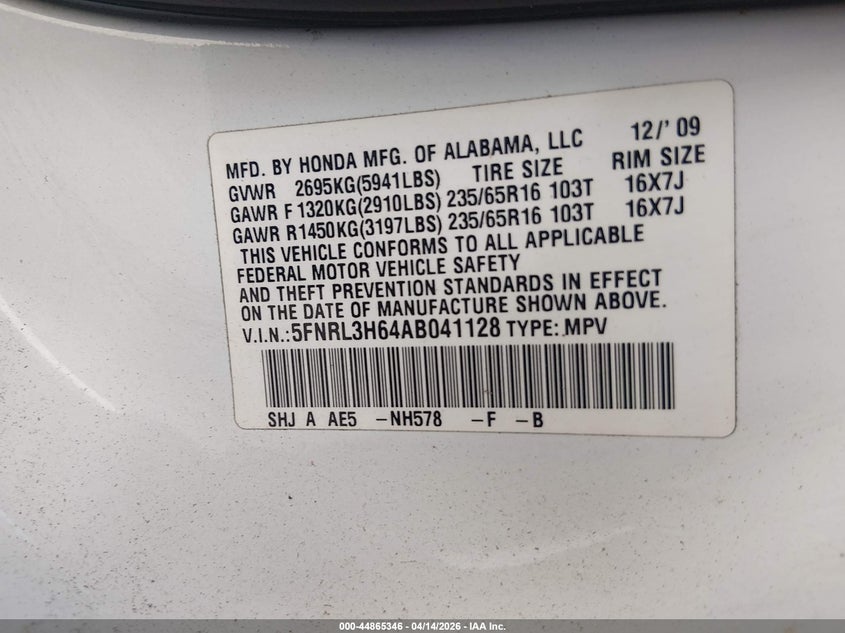 MFD. BY HONDA MFG. OF ALABAMA, LLC 12/'09
GVWR 2695KG(5941LBS) TIRE SIZE RIM SIZE
GAWR F 1320KG(2910LBS) 235/65R16 103T 16X7J
GAWR R1450KG(3197LBS) 235/65R16 103T 16X7J
THIS VEHICLE CONFORMS TO ALL APPLICABLE
FEDERAL MOTOR VEHICLE SAFETY
AND THEFT PREVENTION STANDARDS IN EFFECT
ON THE DATE OF MANUFACTURE SHOWN ABOVE.
V.I.N.:5FNRL3H64AB041128 TYPE: MPV
SHJ A AE5 -NH578 -F -B
000-44865346 - 04/14/2026 - IAA Inc.